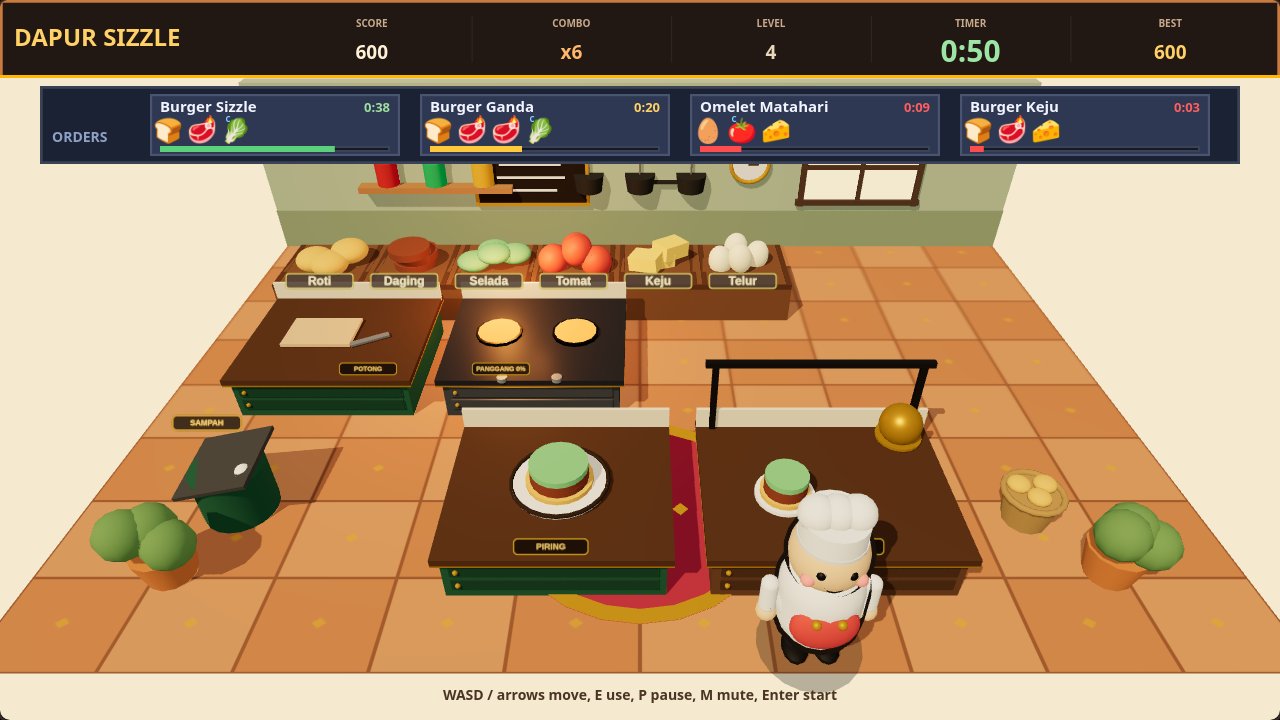 DAPUR SIZZLE
SCORE
600
COMBO
x6
LEVEL
4
TIMER
0:50
BEST
600
ORDERS
Burger Sizzle 0:38
c
Burger Ganda 0:20
c
Omelet Matahari 0:09
c
Burger Keju 0:03
Roti
Daging
Selada
Tomat
Keju
Telur
POTONG
PANGGANG 0%
SAMPAH
PIRING
WASD / arrows move, E use, P pause, M mute, Enter start